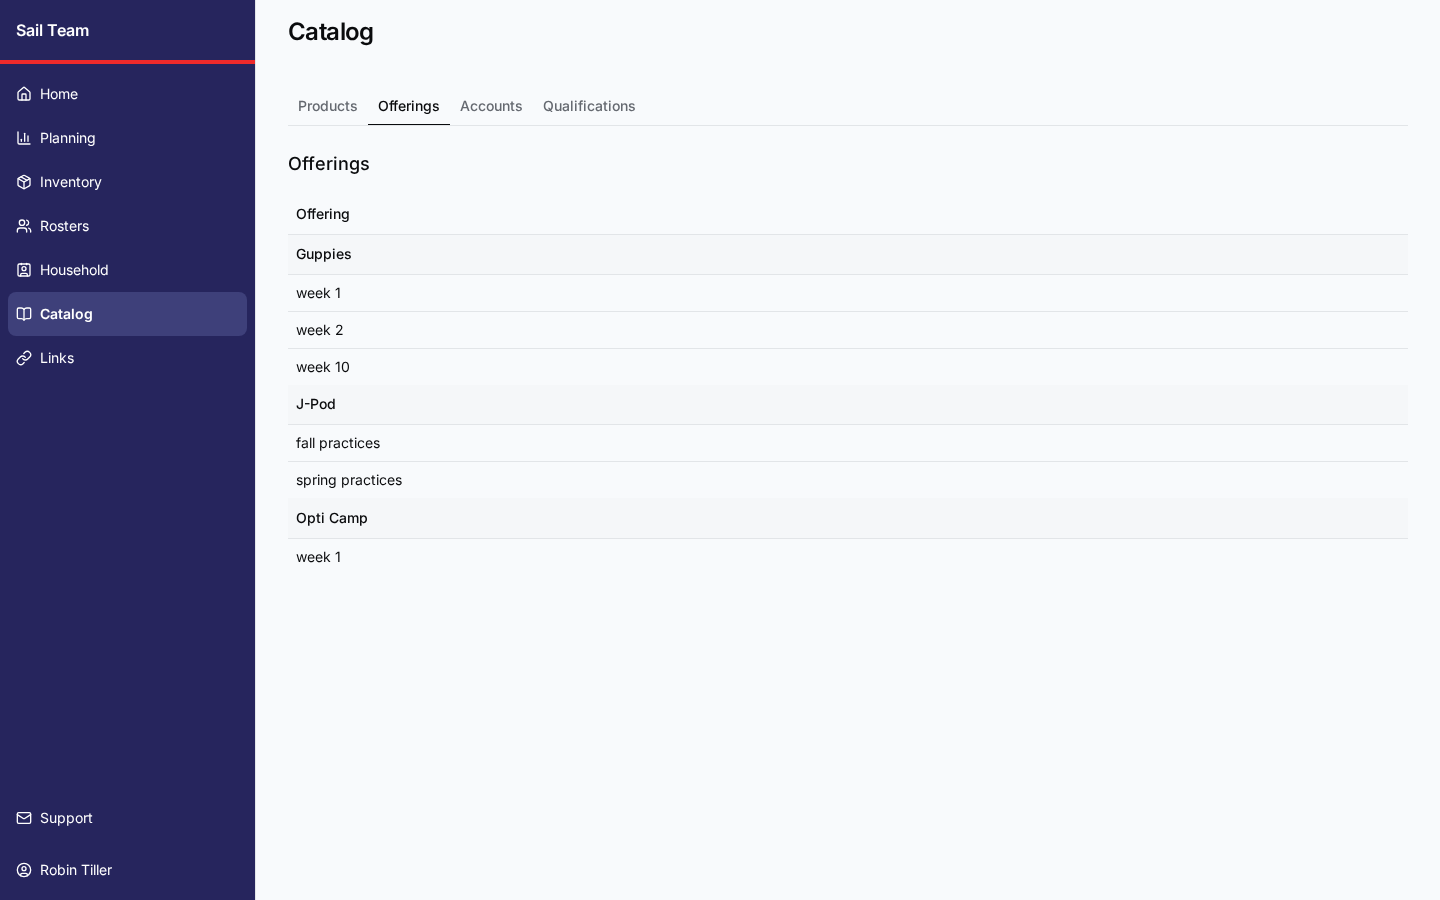 Sail Team
Home
Planning
Inventory
Rosters
Household
Catalog
Links
Support
Robin Tiller
Catalog
Products Offerings Accounts Qualifications
Offerings
Offering
Guppies
week 1
week 2
week 10
J-Pod
fall practices
spring practices
Opti Camp
week 1